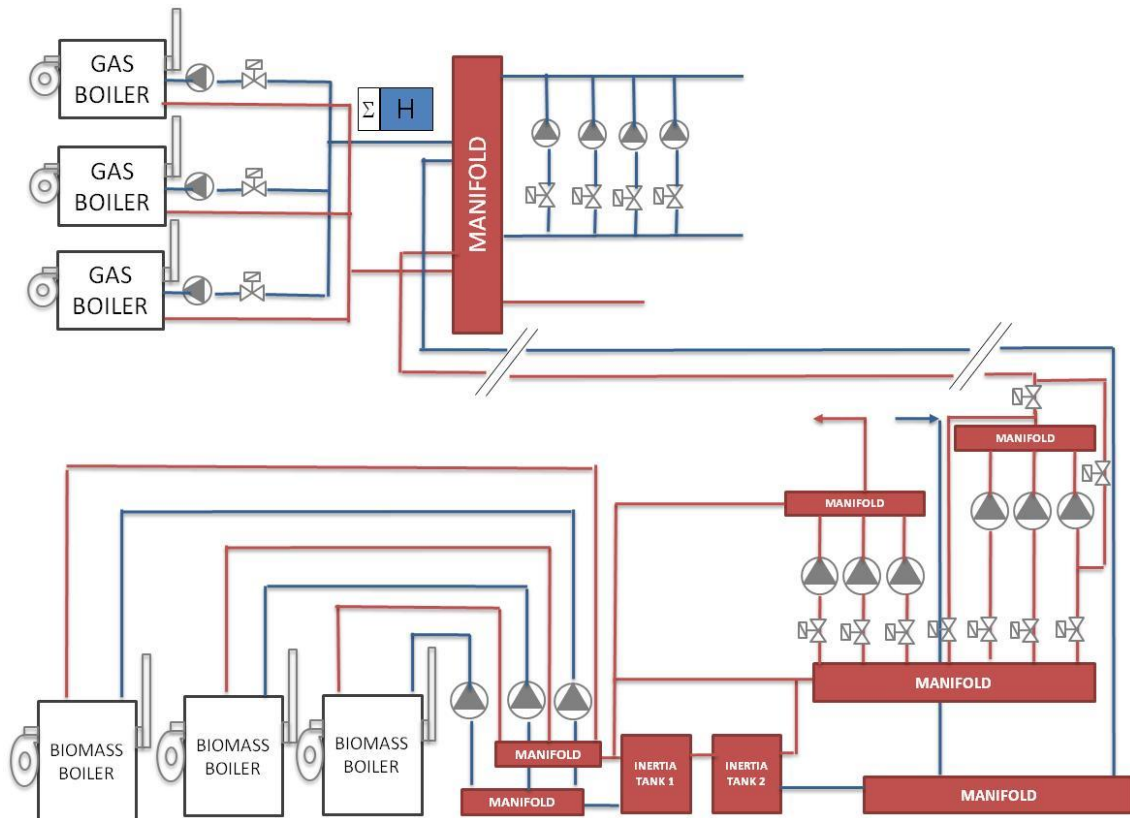 GAS
BOILER
GAS
BOILER
GAS
BOILER
Σ H
MANIFOLD
MANIFOLD
MANIFOLD
MANIFOLD
BIOMASS
BOILER
BIOMASS
BOILER
BIOMASS
BOILER
MANIFOLD
MANIFOLD
INERTIA
TANK 1
INERTIA
TANK 2
MANIFOLD